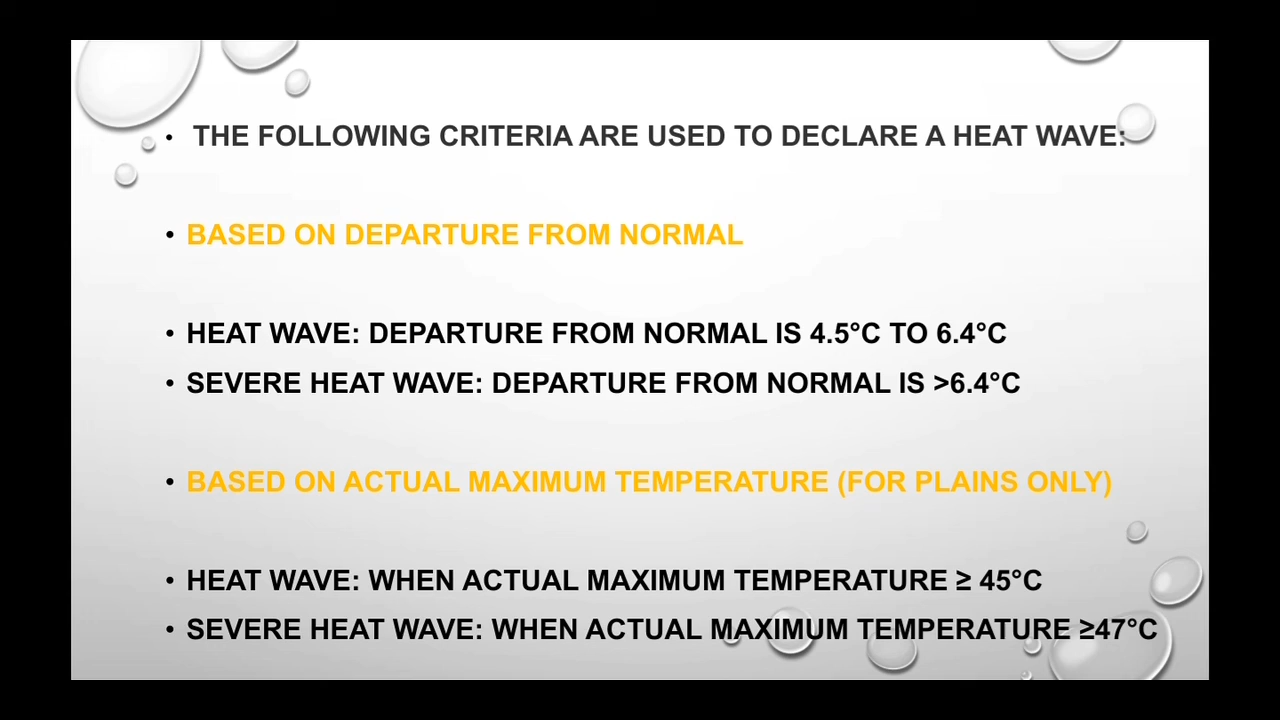 • THE FOLLOWING CRITERIA ARE USED TO DECLARE A HEAT WAVE:
• BASED ON DEPARTURE FROM NORMAL
• HEAT WAVE: DEPARTURE FROM NORMAL IS 4.5°C TO 6.4°C
• SEVERE HEAT WAVE: DEPARTURE FROM NORMAL IS >6.4°C
• BASED ON ACTUAL MAXIMUM TEMPERATURE (FOR PLAINS ONLY)
• HEAT WAVE: WHEN ACTUAL MAXIMUM TEMPERATURE ≥ 45°C
• SEVERE HEAT WAVE: WHEN ACTUAL MAXIMUM TEMPERATURE ≥47°C